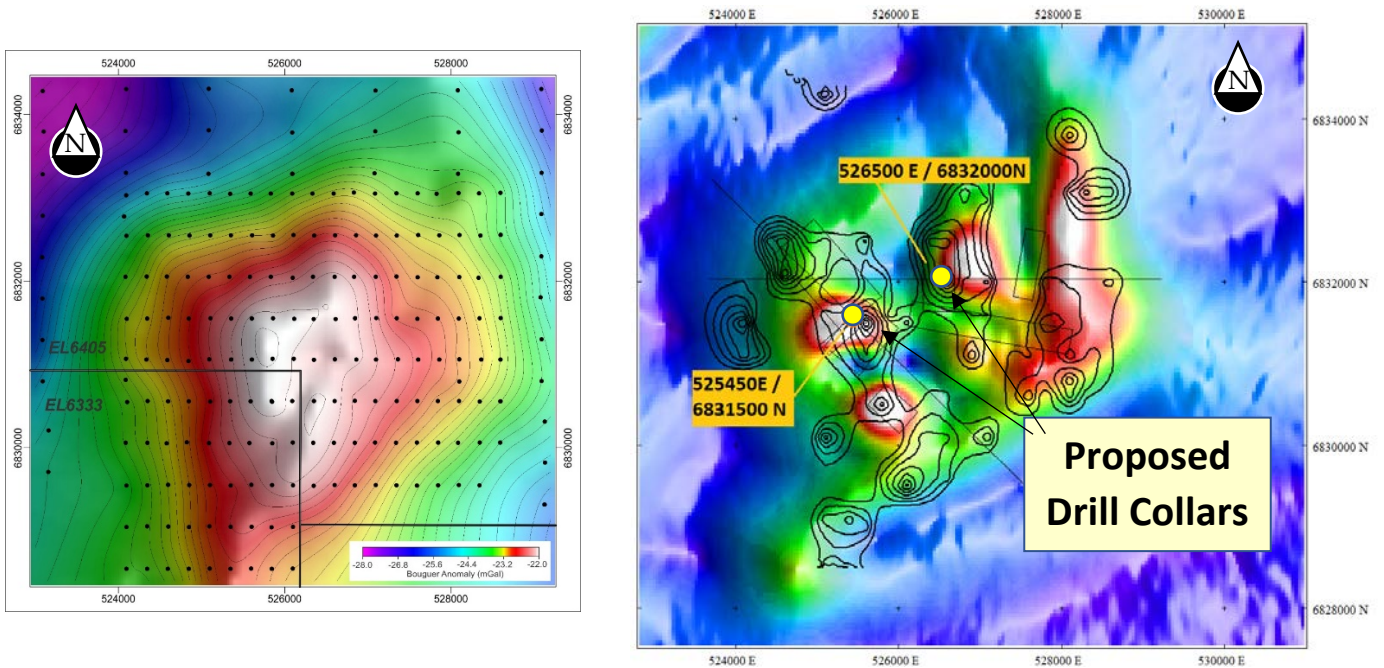 524000
526000
528000
6834000
6834000
N
6832000
6832000
EL6405
EL6333
6830000
6830000
-28.0 -26.8 -25.6 -24.4 -23.2 -22.0
Bouguer Anomaly (mGal)
524000
526000
528000
524000 E
526000 E
528000 E
530000 E
N
6834000 N
526500 E / 6832000N
6832000 N
525450E /
6831500 N
Proposed
Drill Collars
6830000 N
6828000 N
524000 E
526000 E
528000 E
530000 E